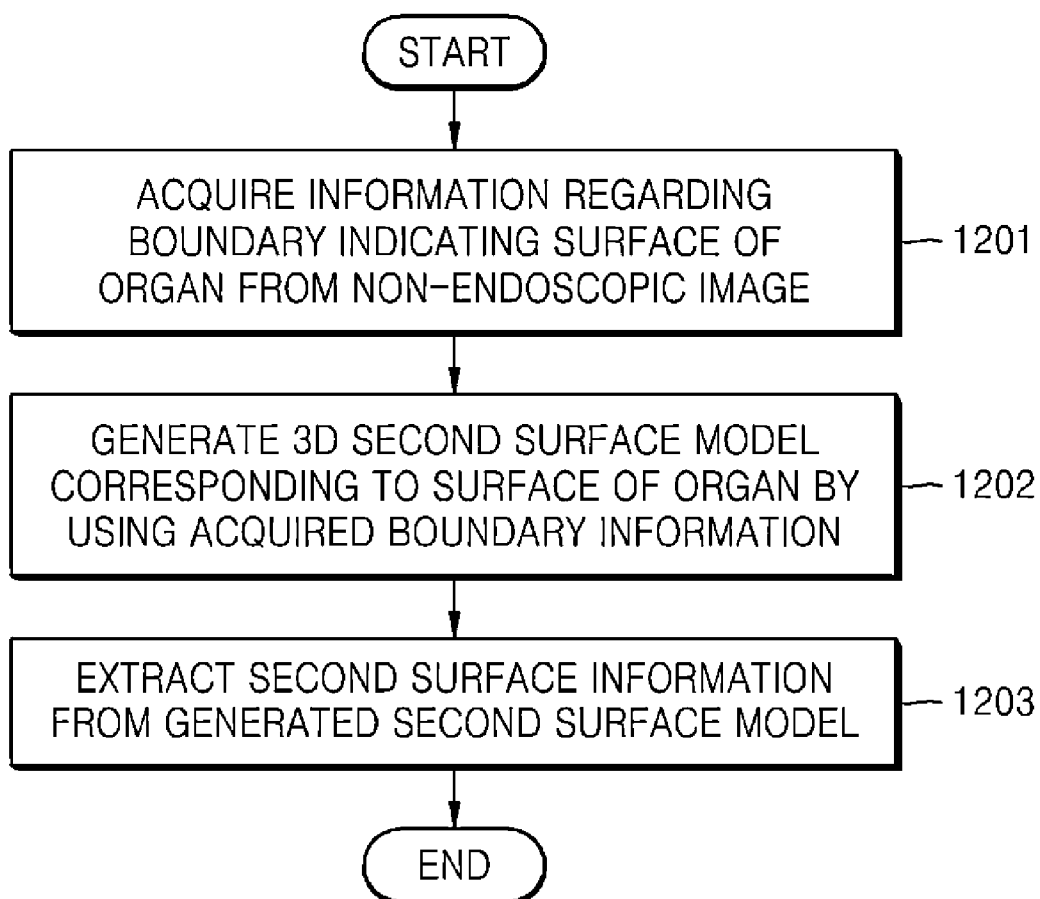 START
ACQUIRE INFORMATION REGARDING
BOUNDARY INDICATING SURFACE OF
ORGAN FROM NON-ENDOSCOPIC IMAGE
1201
GENERATE 3D SECOND SURFACE MODEL
CORRESPONDING TO SURFACE OF ORGAN BY
USING ACQUIRED BOUNDARY INFORMATION
1202
EXTRACT SECOND SURFACE INFORMATION
FROM GENERATED SECOND SURFACE MODEL
1203
END